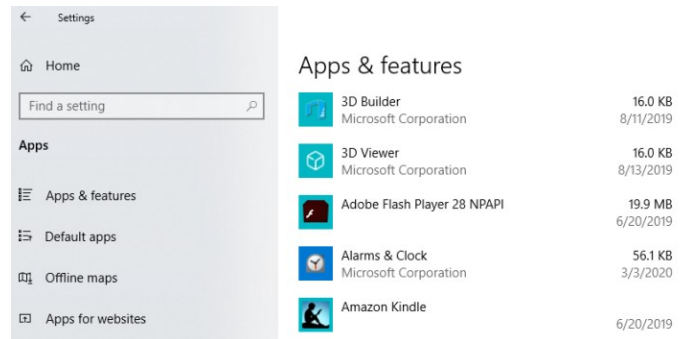 Settings
Home
Find a setting
Apps
Apps & features
Default apps
Offline maps
Apps for websites
Apps & features
3D Builder 16.0 KB
Microsoft Corporation 8/11/2019
3D Viewer 16.0 KB
Microsoft Corporation 8/13/2019
Adobe Flash Player 28 NPAPI 19.9 MB
6/20/2019
Alarms & Clock 56.1 KB
Microsoft Corporation 3/3/2020
Amazon Kindle
6/20/2019